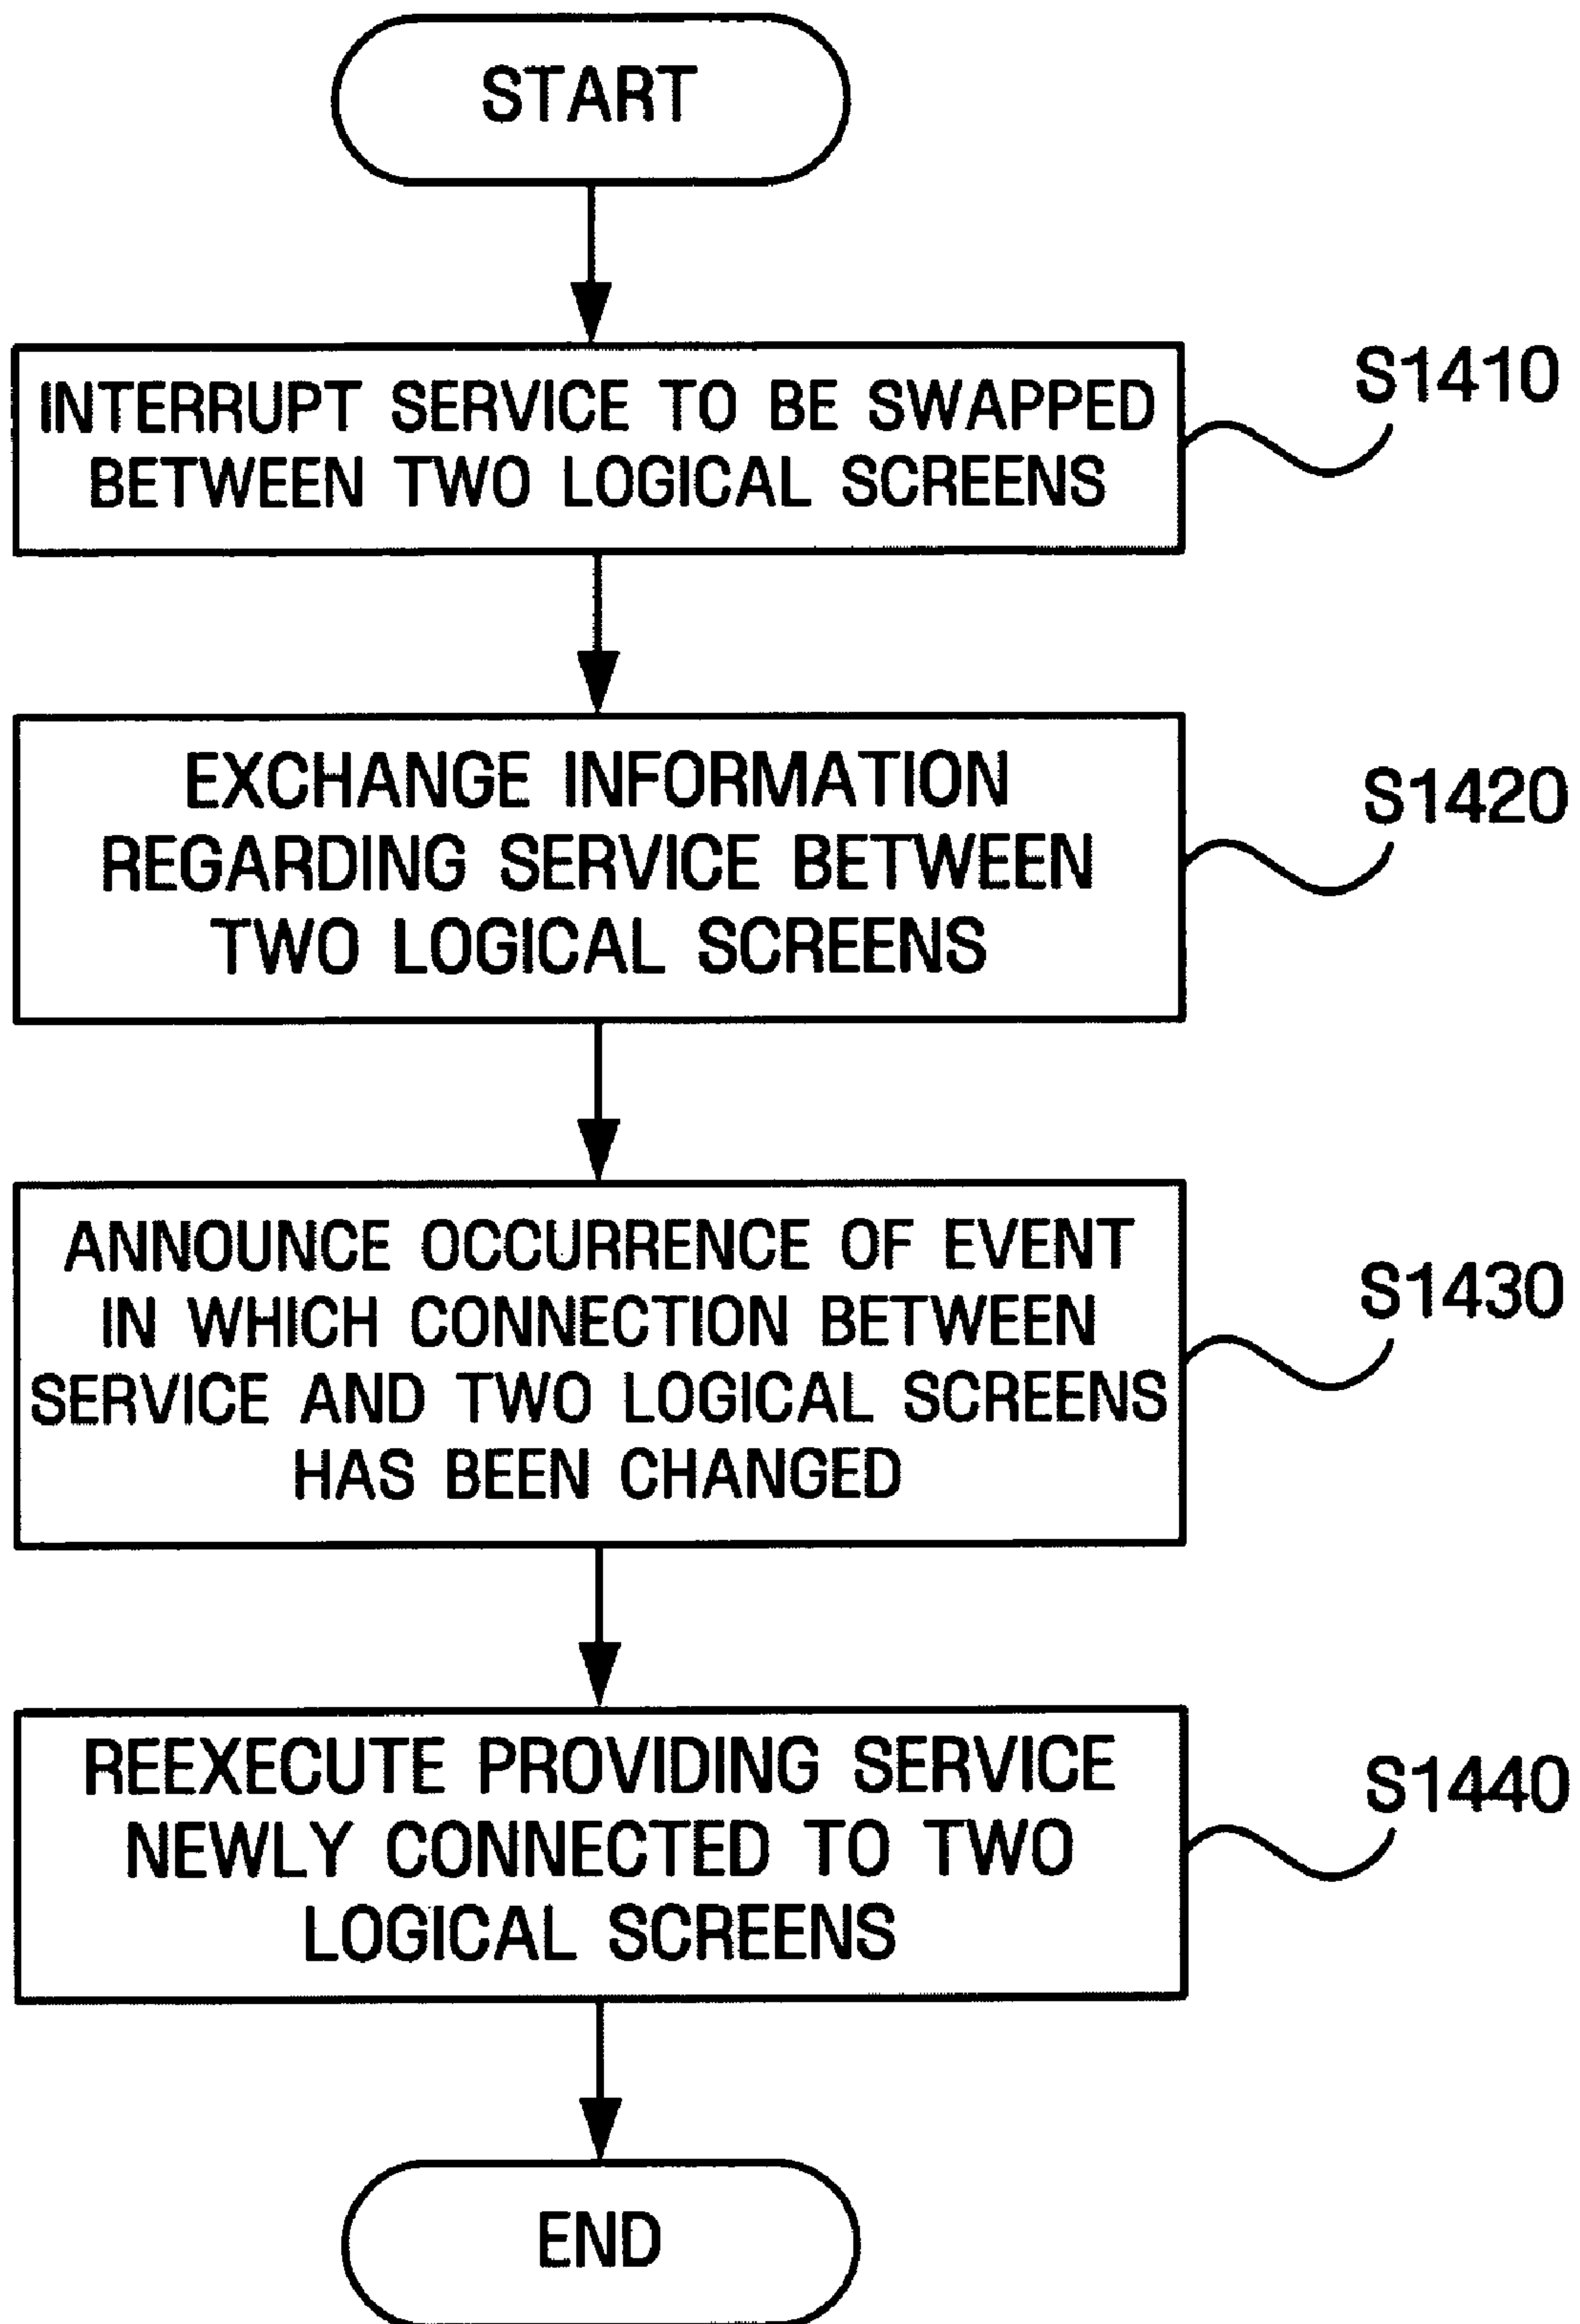 START
INTERRUPT SERVICE TO BE SWAPPED
BETWEEN TWO LOGICAL SCREENS
S1410
EXCHANGE INFORMATION
REGARDING SERVICE BETWEEN
TWO LOGICAL SCREENS
S1420
ANNOUNCE OCCURRENCE OF EVENT
IN WHICH CONNECTION BETWEEN
SERVICE AND TWO LOGICAL SCREENS
HAS BEEN CHANGED
S1430
REEXECUTE PROVIDING SERVICE
NEWLY CONNECTED TO TWO
LOGICAL SCREENS
S1440
END